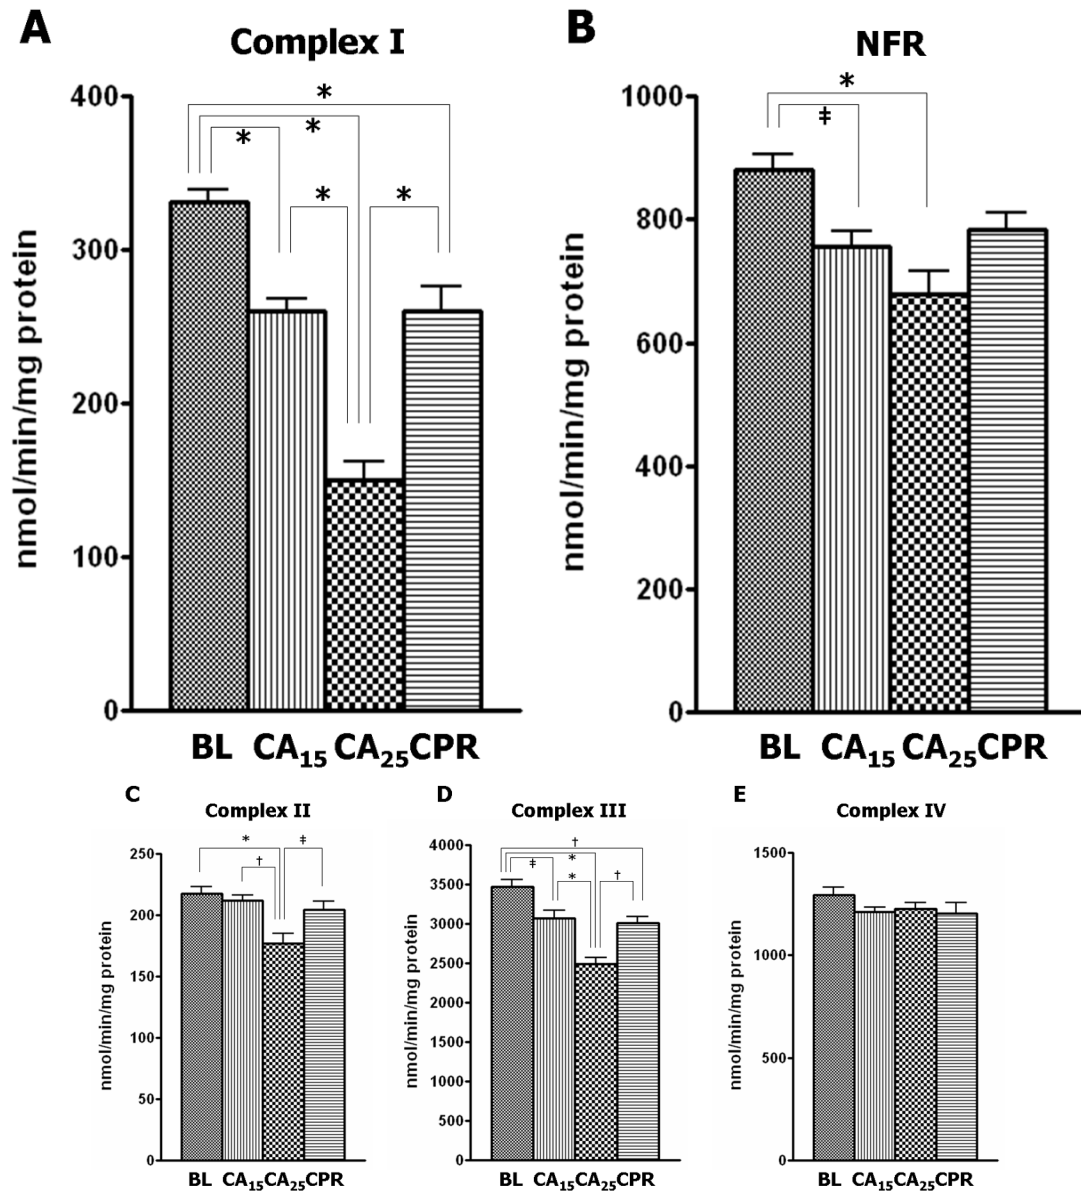 A
Complex I
nmol/min/mg protein
400
300
200
100
0
*
*
*
*
*
BL CA₁₅ CA₂₅ CPR
B
NFR
nmol/min/mg protein
1000
800
600
400
200
0
*
‡
BL CA₁₅ CA₂₅ CPR
C
Complex II
nmol/min/mg protein
250
200
150
100
50
0
* ‡
†
BL CA₁₅ CA₂₅ CPR
D
Complex III
nmol/min/mg protein
4000
3500
3000
2500
2000
1500
1000
500
0
†
*
‡
* †
BL CA₁₅ CA₂₅ CPR
E
Complex IV
nmol/min/mg protein
1500
1000
500
0
BL CA₁₅ CA₂₅ CPR